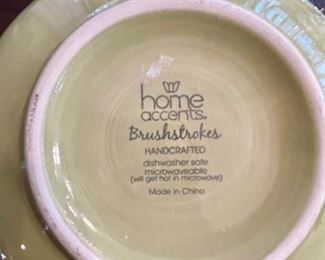 home
accents®
Brushstrokes
HANDCRAFTED
dishwasher safe
microwaveable
(will get hot in microwave)
Made in China